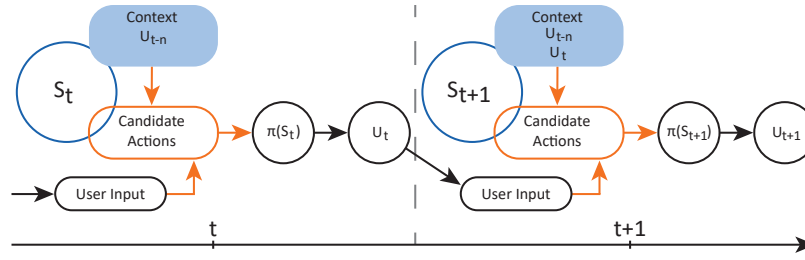 Context
U_{t-n}
S_t
Candidate
Actions
π(S_t)
U_t
User Input
t
Context
U_{t-n}
U_t
S_{t+1}
Candidate
Actions
π(S_{t+1})
U_{t+1}
User Input
t+1